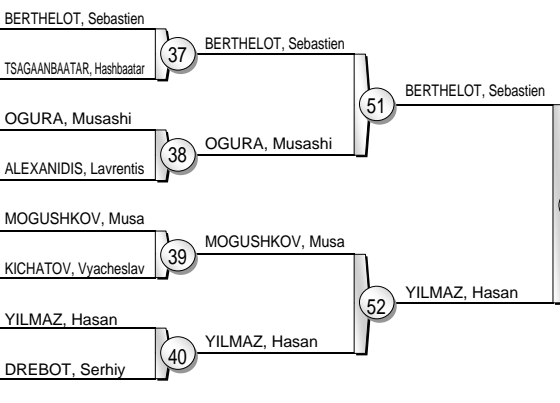 BERTHELOT, Sebastien
TSAGAANBAATAR, Hashbaatar
37
BERTHELOT, Sebastien
OGURA, Musashi
ALEXANIDIS, Lavrentis
38
OGURA, Musashi
51
BERTHELOT, Sebastien
MOGUSHKOV, Musa
KICHATOV, Vyacheslav
39
MOGUSHKOV, Musa
YILMAZ, Hasan
DREBOT, Serhiy
40
YILMAZ, Hasan
52
YILMAZ, Hasan